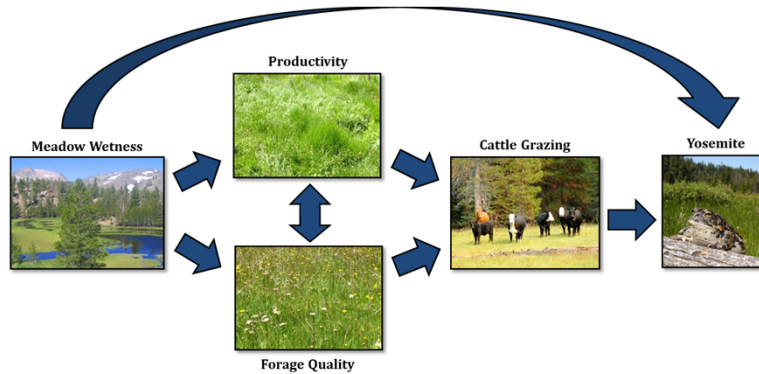 Productivity
Meadow Wetness
Cattle Grazing
Yosemite
Forage Quality